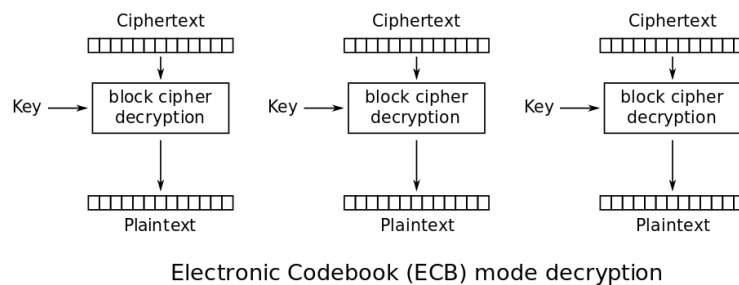 Ciphertext
Ciphertext
Ciphertext
Key
block cipher
decryption
Key
block cipher
decryption
Key
block cipher
decryption
Plaintext
Plaintext
Plaintext
Electronic Codebook (ECB) mode decryption